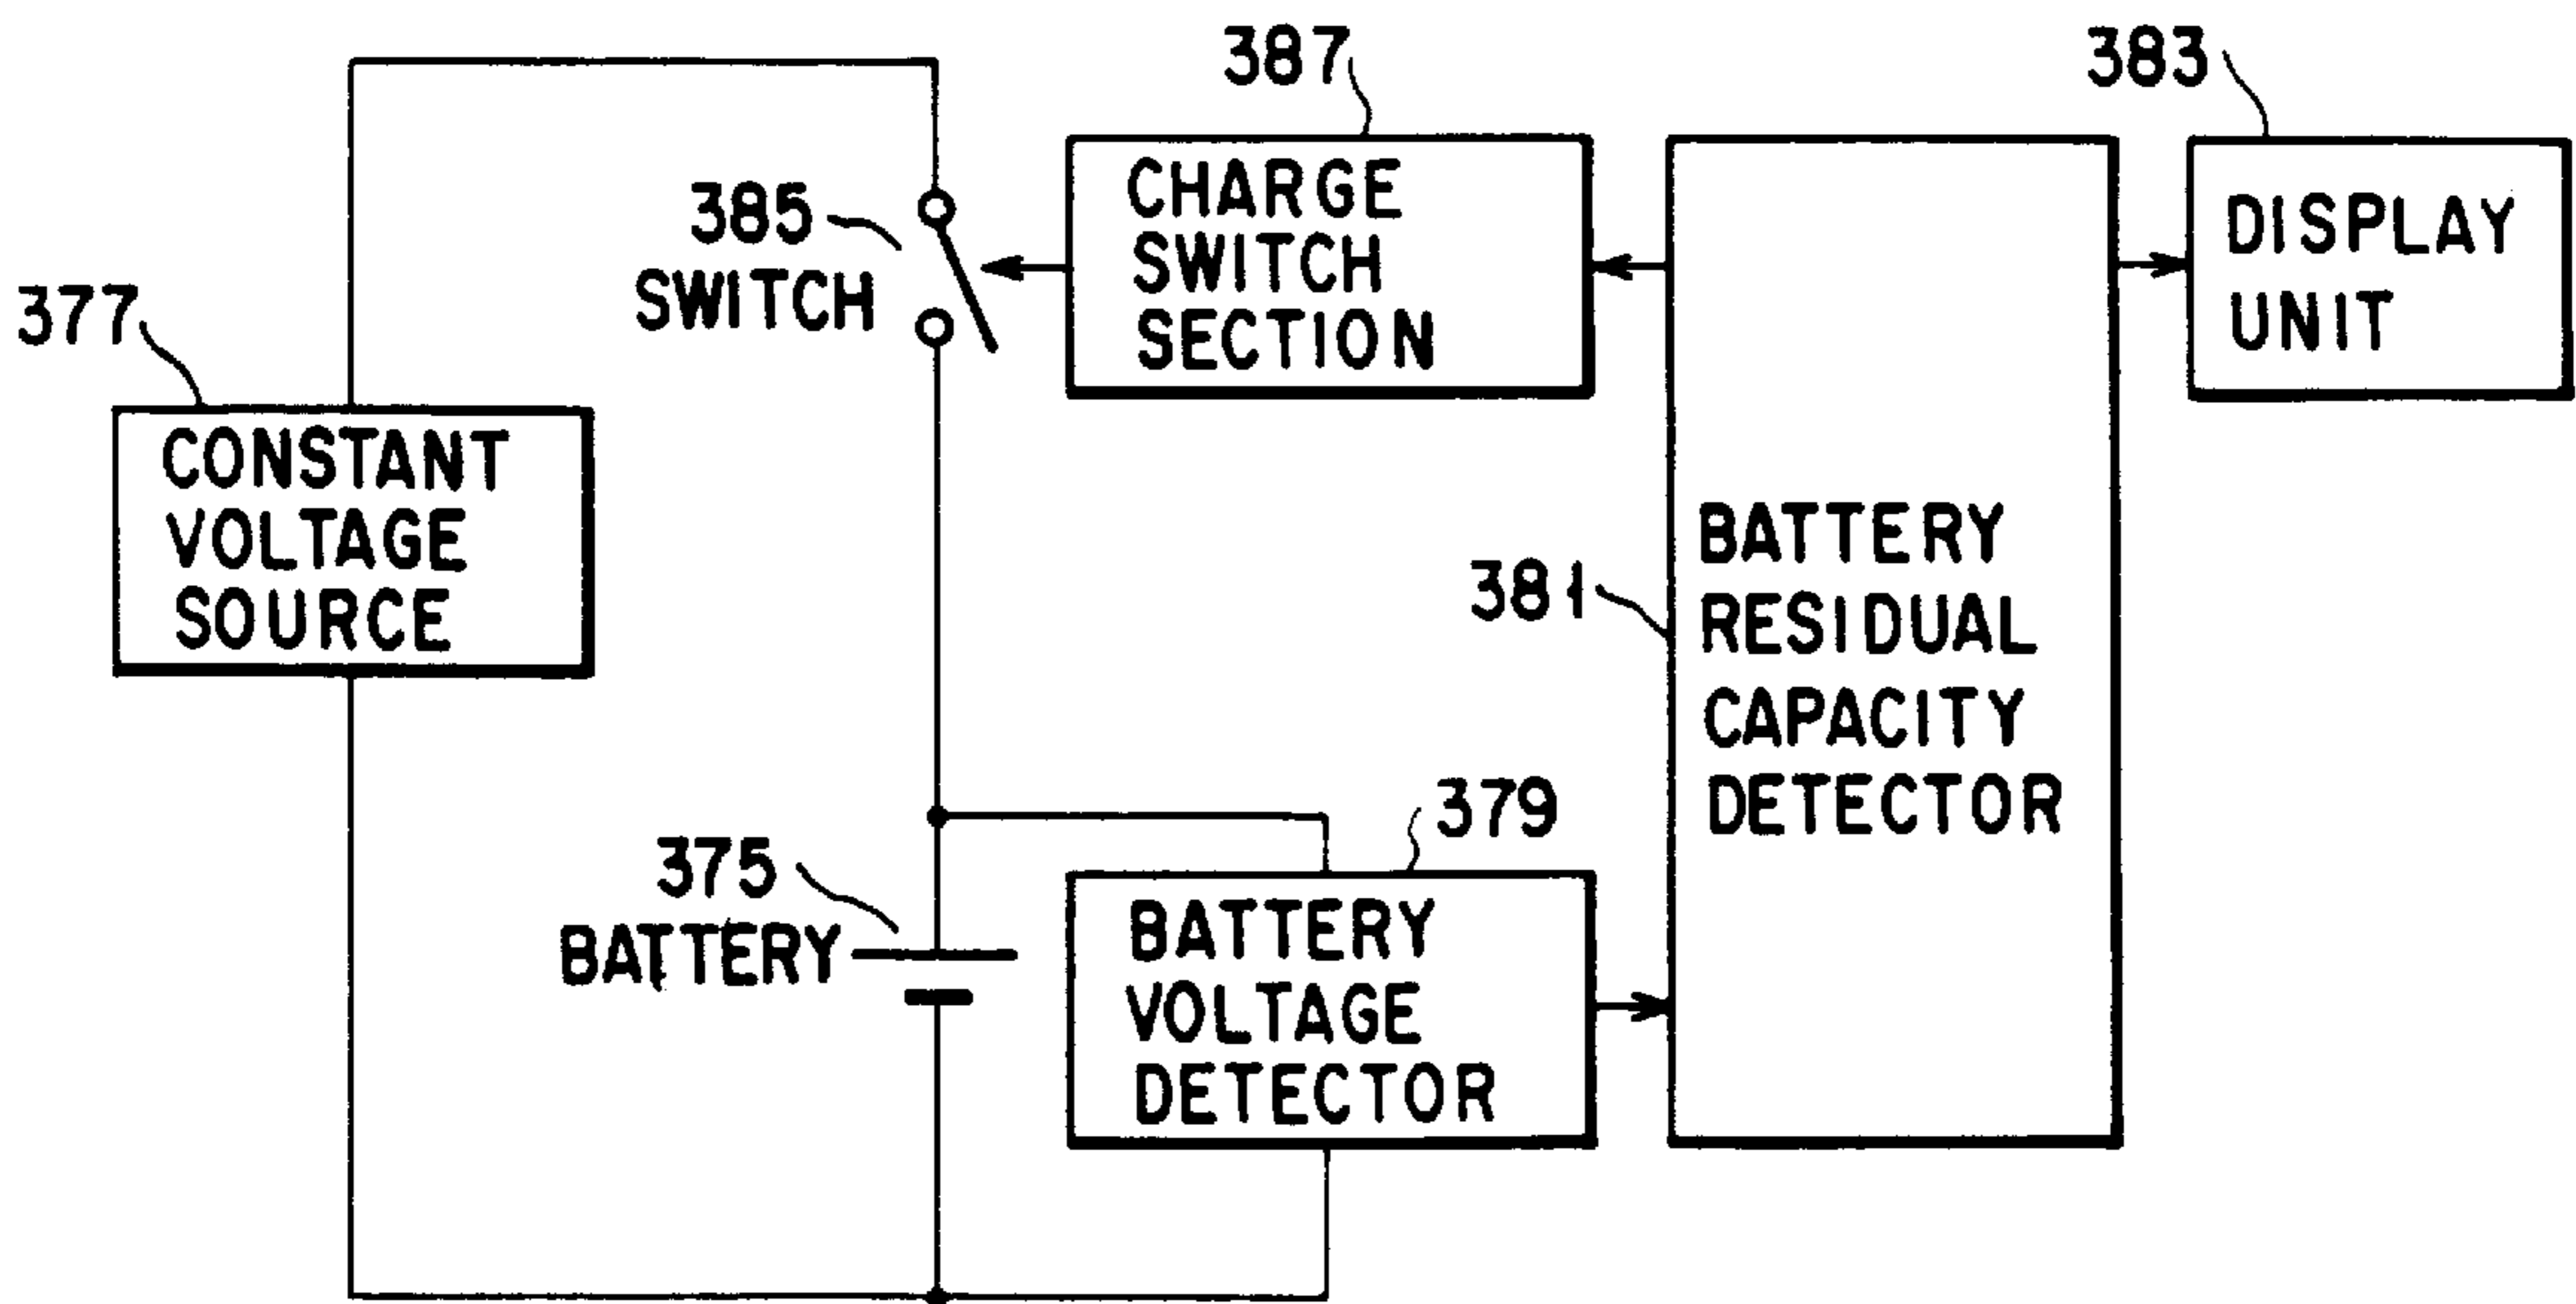 387
383
CHARGE
SWITCH
SECTION
385
SWITCH
DISPLAY
UNIT
377
CONSTANT
VOLTAGE
SOURCE
381
BATTERY
RESIDUAL
CAPACITY
DETECTOR
375
BATTERY
379
BATTERY
VOLTAGE
DETECTOR